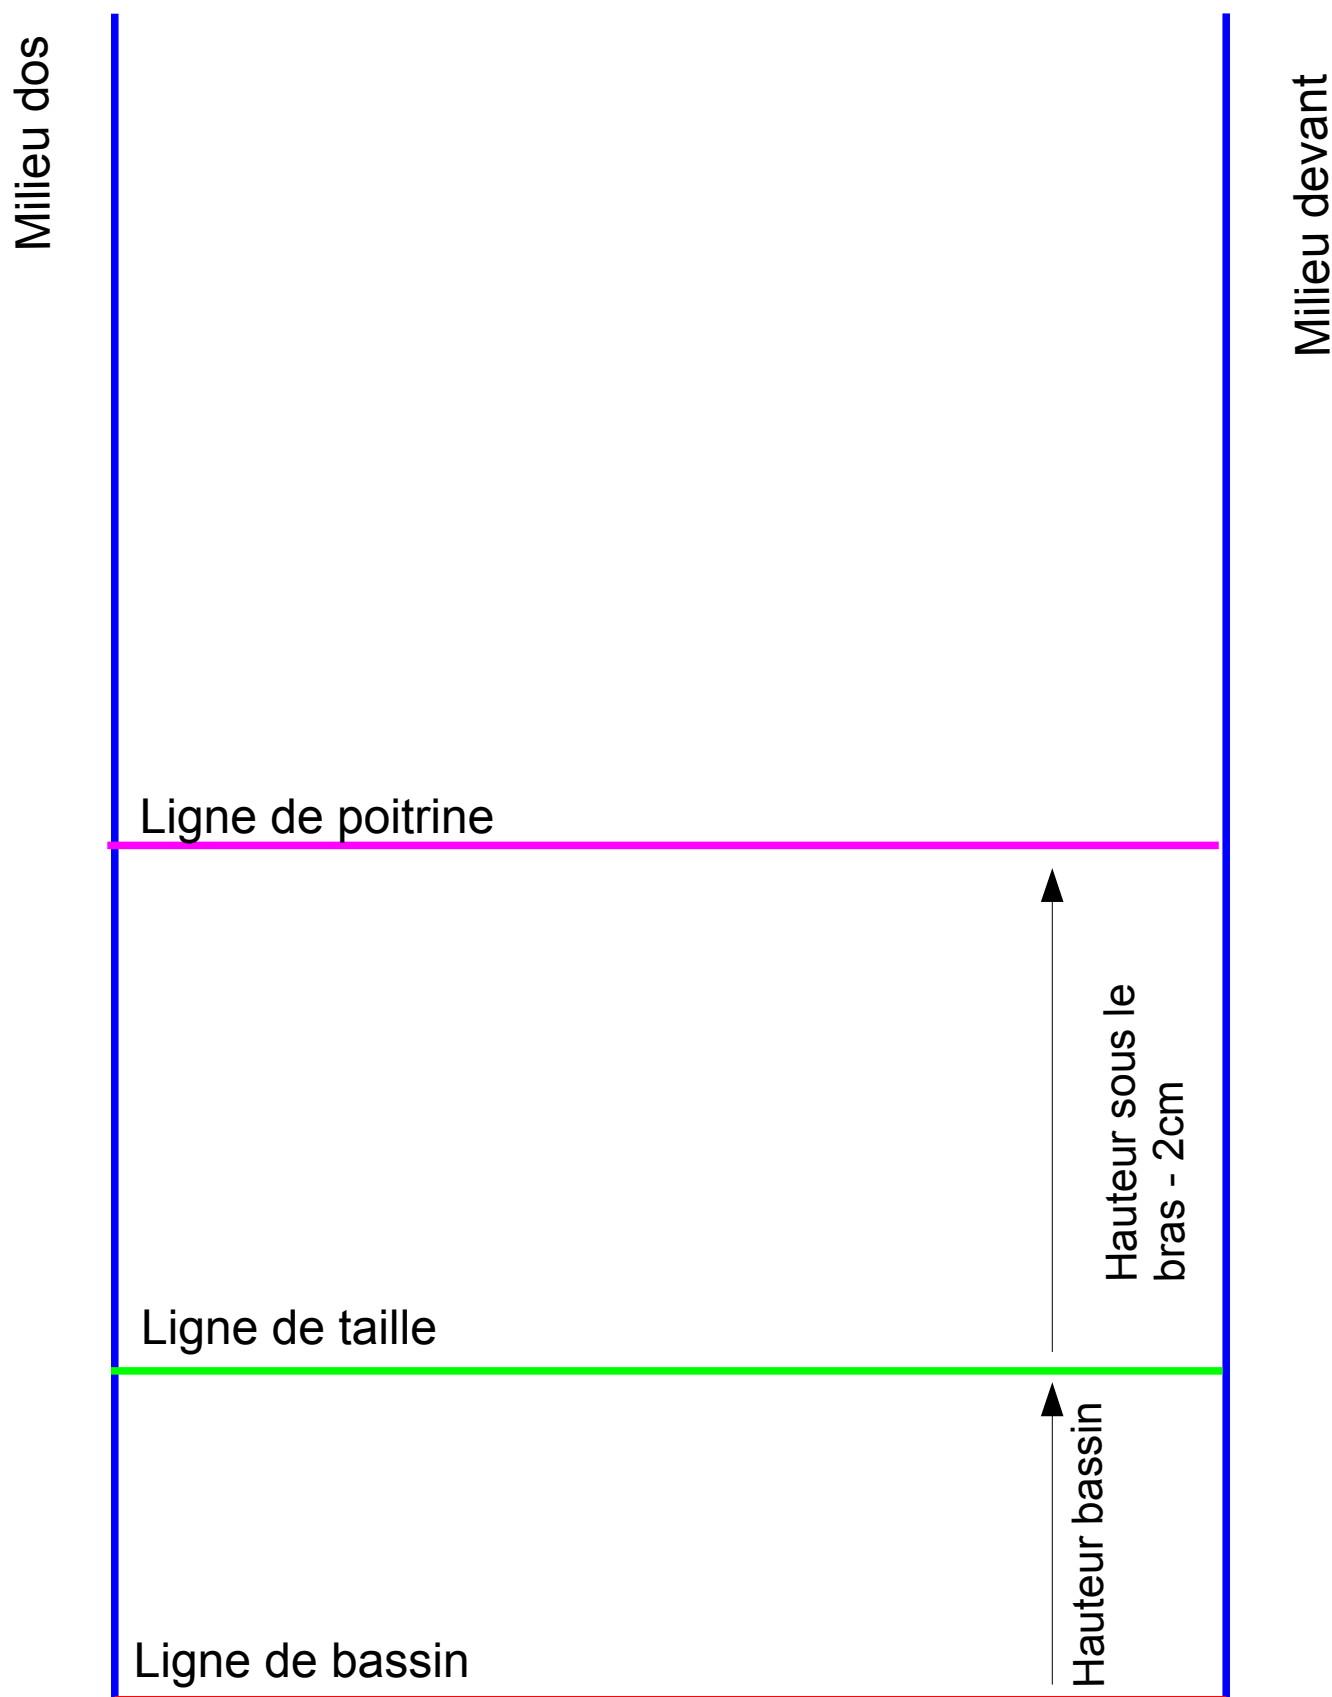 Milieu dos
Milieu devant
Ligne de poitrine
Hauteur sous le
bras - 2cm
Ligne de taille
Hauteur bassin
Ligne de bassin